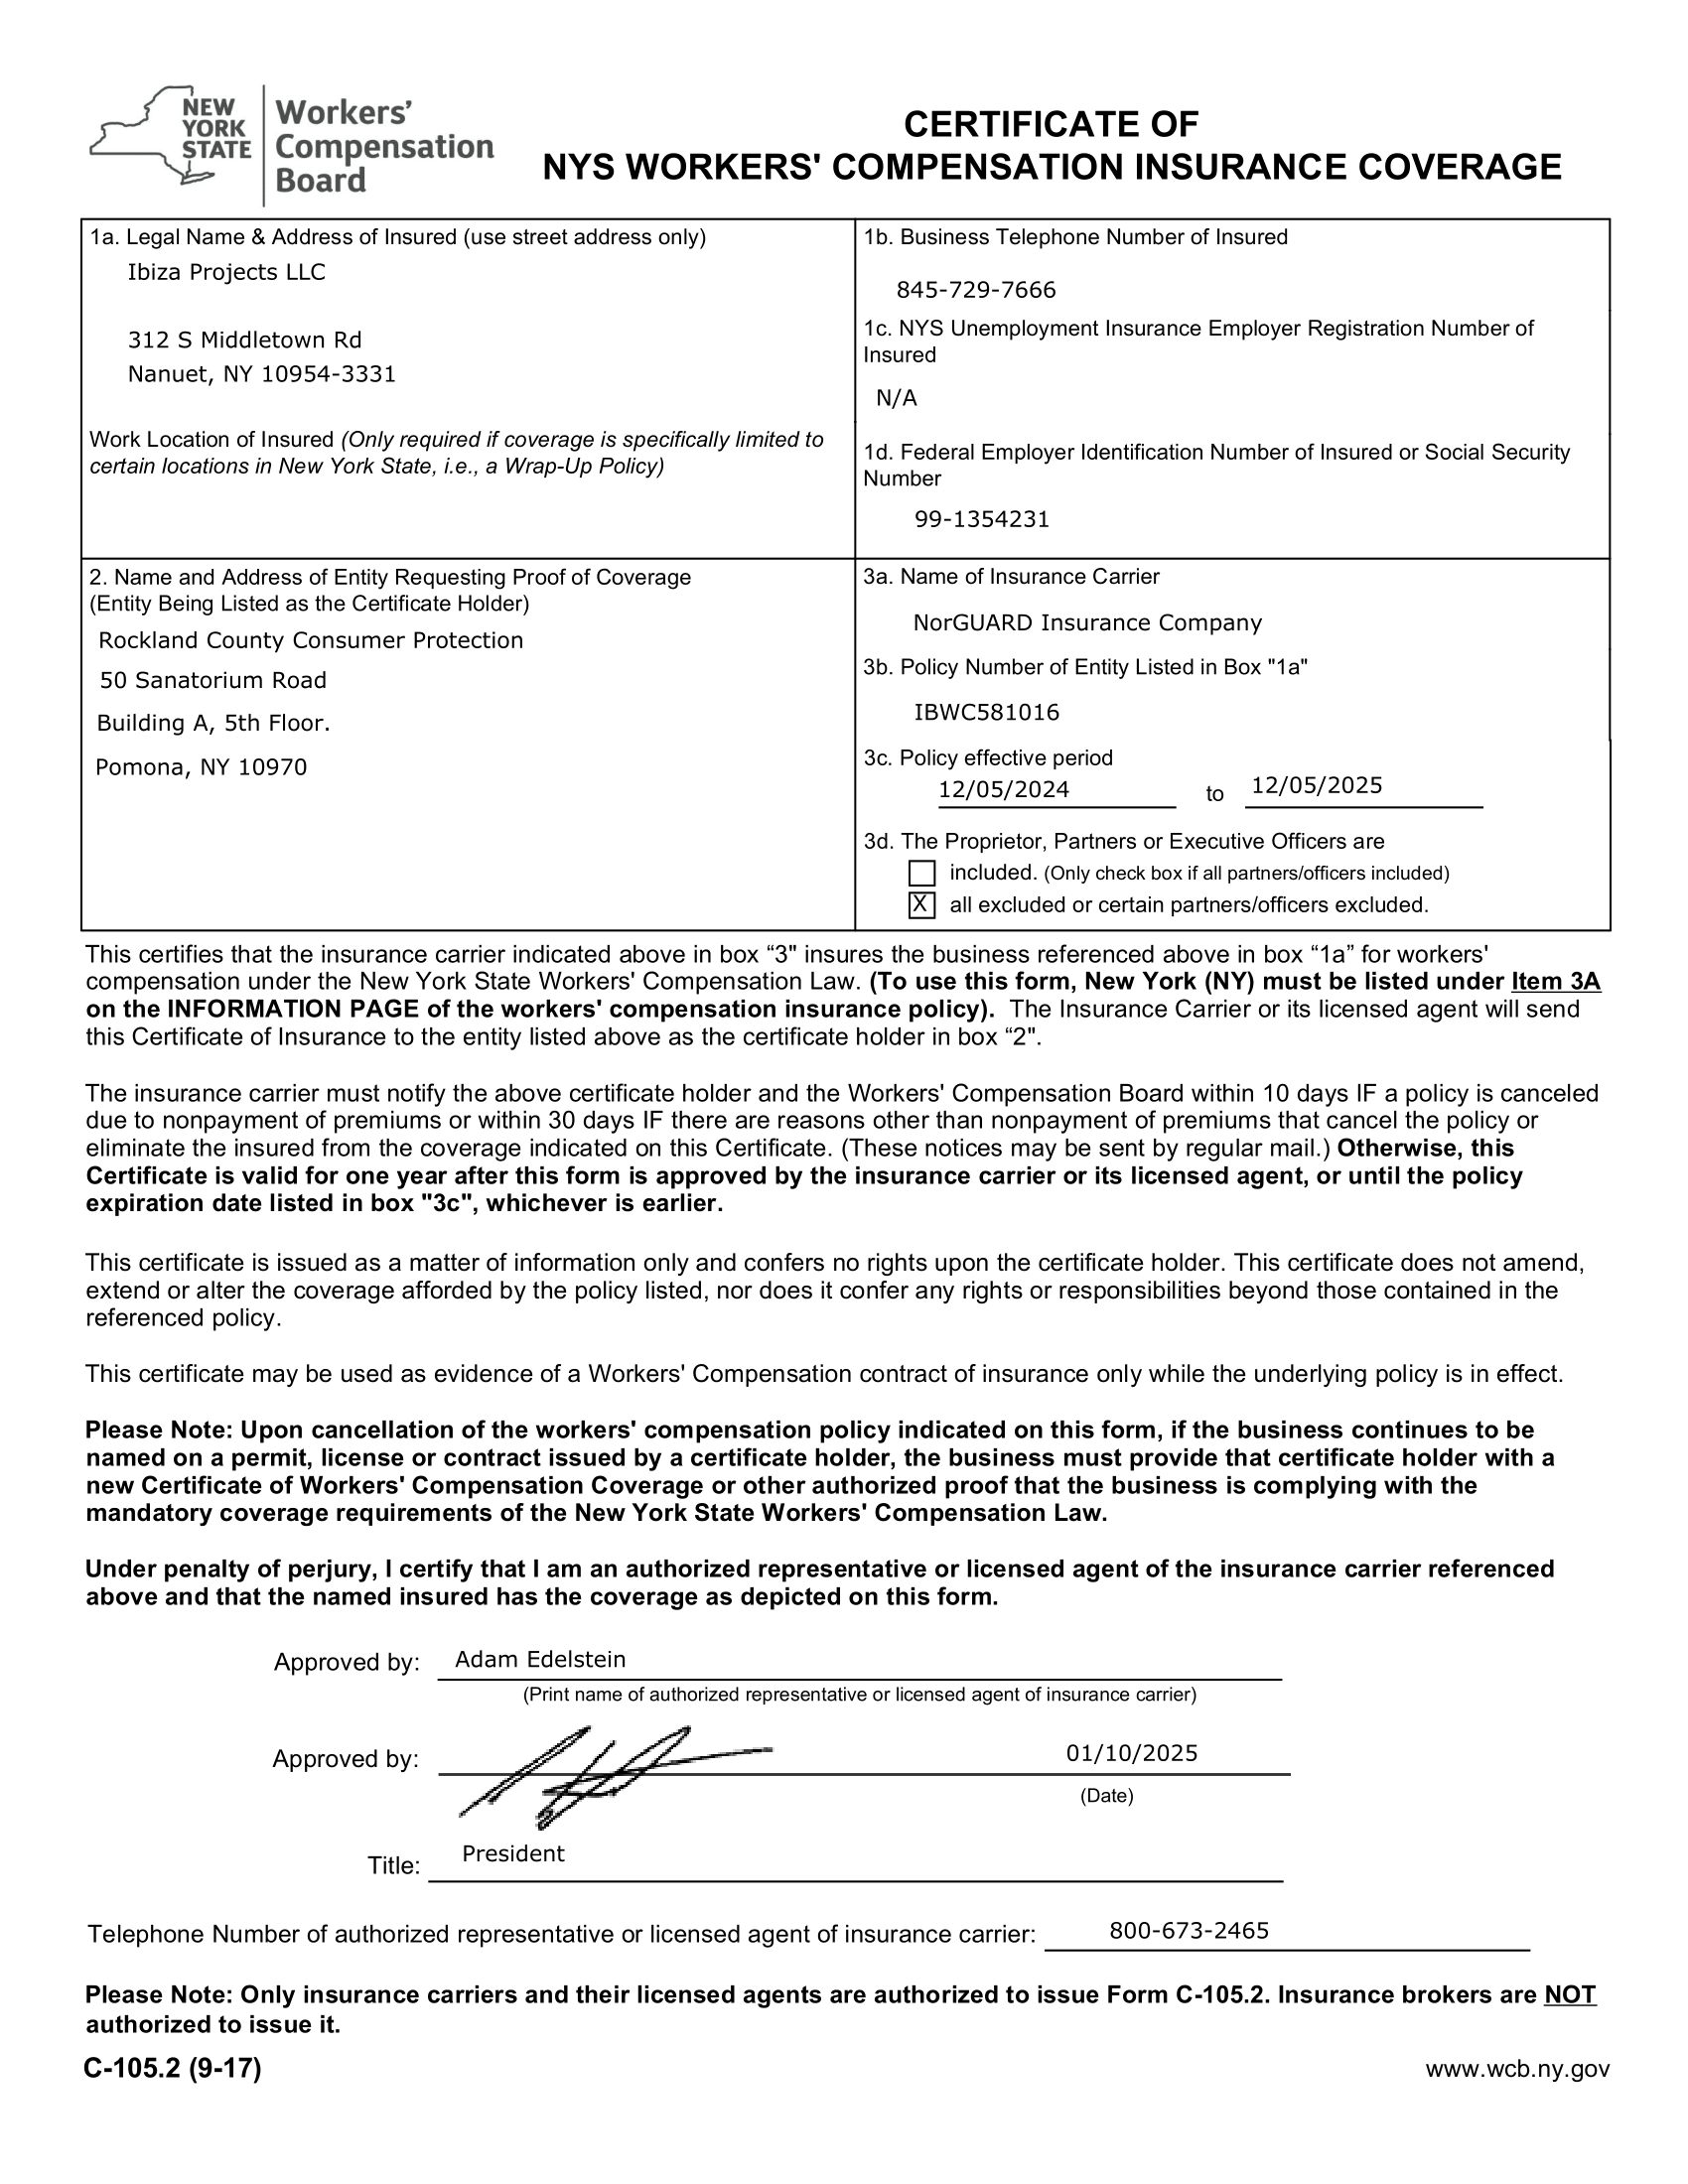 NEW
YORK
STATE
Workers'
Compensation
Board
CERTIFICATE OF
NYS WORKERS' COMPENSATION INSURANCE COVERAGE
1a. Legal Name & Address of Insured (use street address only)
Ibiza Projects LLC
312 S Middletown Rd
Nanuet, NY 10954-3331
Work Location of Insured (Only required if coverage is specifically limited to
certain locations in New York State, i.e., a Wrap-Up Policy)
1b. Business Telephone Number of Insured
845-729-7666
1c. NYS Unemployment Insurance Employer Registration Number of
Insured
N/A
1d. Federal Employer Identification Number of Insured or Social Security
Number
99-1354231
2. Name and Address of Entity Requesting Proof of Coverage
(Entity Being Listed as the Certificate Holder)
Rockland County Consumer Protection
50 Sanatorium Road
Building A, 5th Floor.
Pomona, NY 10970
3a. Name of Insurance Carrier
NorGUARD Insurance Company
3b. Policy Number of Entity Listed in Box "1a"
IBWC581016
3c. Policy effective period
12/05/2024 to 12/05/2025
3d. The Proprietor, Partners or Executive Officers are
included. (Only check box if all partners/officers included)
X all excluded or certain partners/officers excluded.
This certifies that the insurance carrier indicated above in box “3" insures the business referenced above in box “1a” for workers'
compensation under the New York State Workers' Compensation Law. (To use this form, New York (NY) must be listed under Item 3A
on the INFORMATION PAGE of the workers' compensation insurance policy). The Insurance Carrier or its licensed agent will send
this Certificate of Insurance to the entity listed above as the certificate holder in box “2".
The insurance carrier must notify the above certificate holder and the Workers' Compensation Board within 10 days IF a policy is canceled
due to nonpayment of premiums or within 30 days IF there are reasons other than nonpayment of premiums that cancel the policy or
eliminate the insured from the coverage indicated on this Certificate. (These notices may be sent by regular mail.) Otherwise, this
Certificate is valid for one year after this form is approved by the insurance carrier or its licensed agent, or until the policy
expiration date listed in box "3c", whichever is earlier.
This certificate is issued as a matter of information only and confers no rights upon the certificate holder. This certificate does not amend,
extend or alter the coverage afforded by the policy listed, nor does it confer any rights or responsibilities beyond those contained in the
referenced policy.
This certificate may be used as evidence of a Workers' Compensation contract of insurance only while the underlying policy is in effect.
Please Note: Upon cancellation of the workers' compensation policy indicated on this form, if the business continues to be
named on a permit, license or contract issued by a certificate holder, the business must provide that certificate holder with a
new Certificate of Workers' Compensation Coverage or other authorized proof that the business is complying with the
mandatory coverage requirements of the New York State Workers' Compensation Law.
Under penalty of perjury, I certify that I am an authorized representative or licensed agent of the insurance carrier referenced
above and that the named insured has the coverage as depicted on this form.
Approved by: Adam Edelstein
(Print name of authorized representative or licensed agent of insurance carrier)
Approved by: 01/10/2025
(Date)
Title: President
Telephone Number of authorized representative or licensed agent of insurance carrier: 800-673-2465
Please Note: Only insurance carriers and their licensed agents are authorized to issue Form C-105.2. Insurance brokers are NOT
authorized to issue it.
C-105.2 (9-17) www.wcb.ny.gov